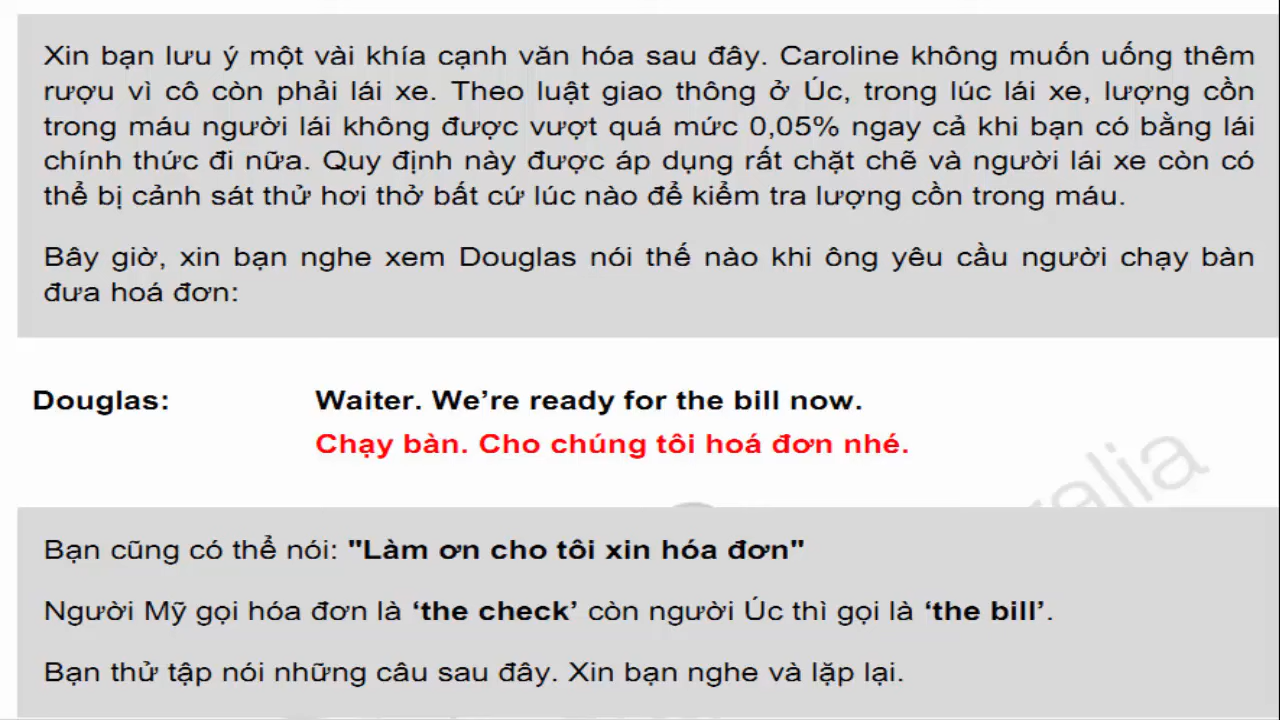 Xin bạn lưu ý một vài khía cạnh văn hóa sau đây. Caroline không muốn uống thêm
rượu vì cô còn phải lái xe. Theo luật giao thông ở Úc, trong lúc lái xe, lượng cồn
trong máu người lái không được vượt quá mức 0,05% ngay cả khi bạn có bằng lái
chính thức đi nữa. Quy định này được áp dụng rất chặt chẽ và người lái xe còn có
thể bị cảnh sát thử hơi thở bất cứ lúc nào để kiểm tra lượng cồn trong máu.
Bây giờ, xin bạn nghe xem Douglas nói thế nào khi ông yêu cầu người chạy bàn
đưa hoá đơn:
Douglas: Waiter. We’re ready for the bill now.
Chạy bàn. Cho chúng tôi hoá đơn nhé.
Bạn cũng có thể nói: "Làm ơn cho tôi xin hóa đơn"
Người Mỹ gọi hóa đơn là ‘the check’ còn người Úc thì gọi là ‘the bill’.
Bạn thử tập nói những câu sau đây. Xin bạn nghe và lặp lại.